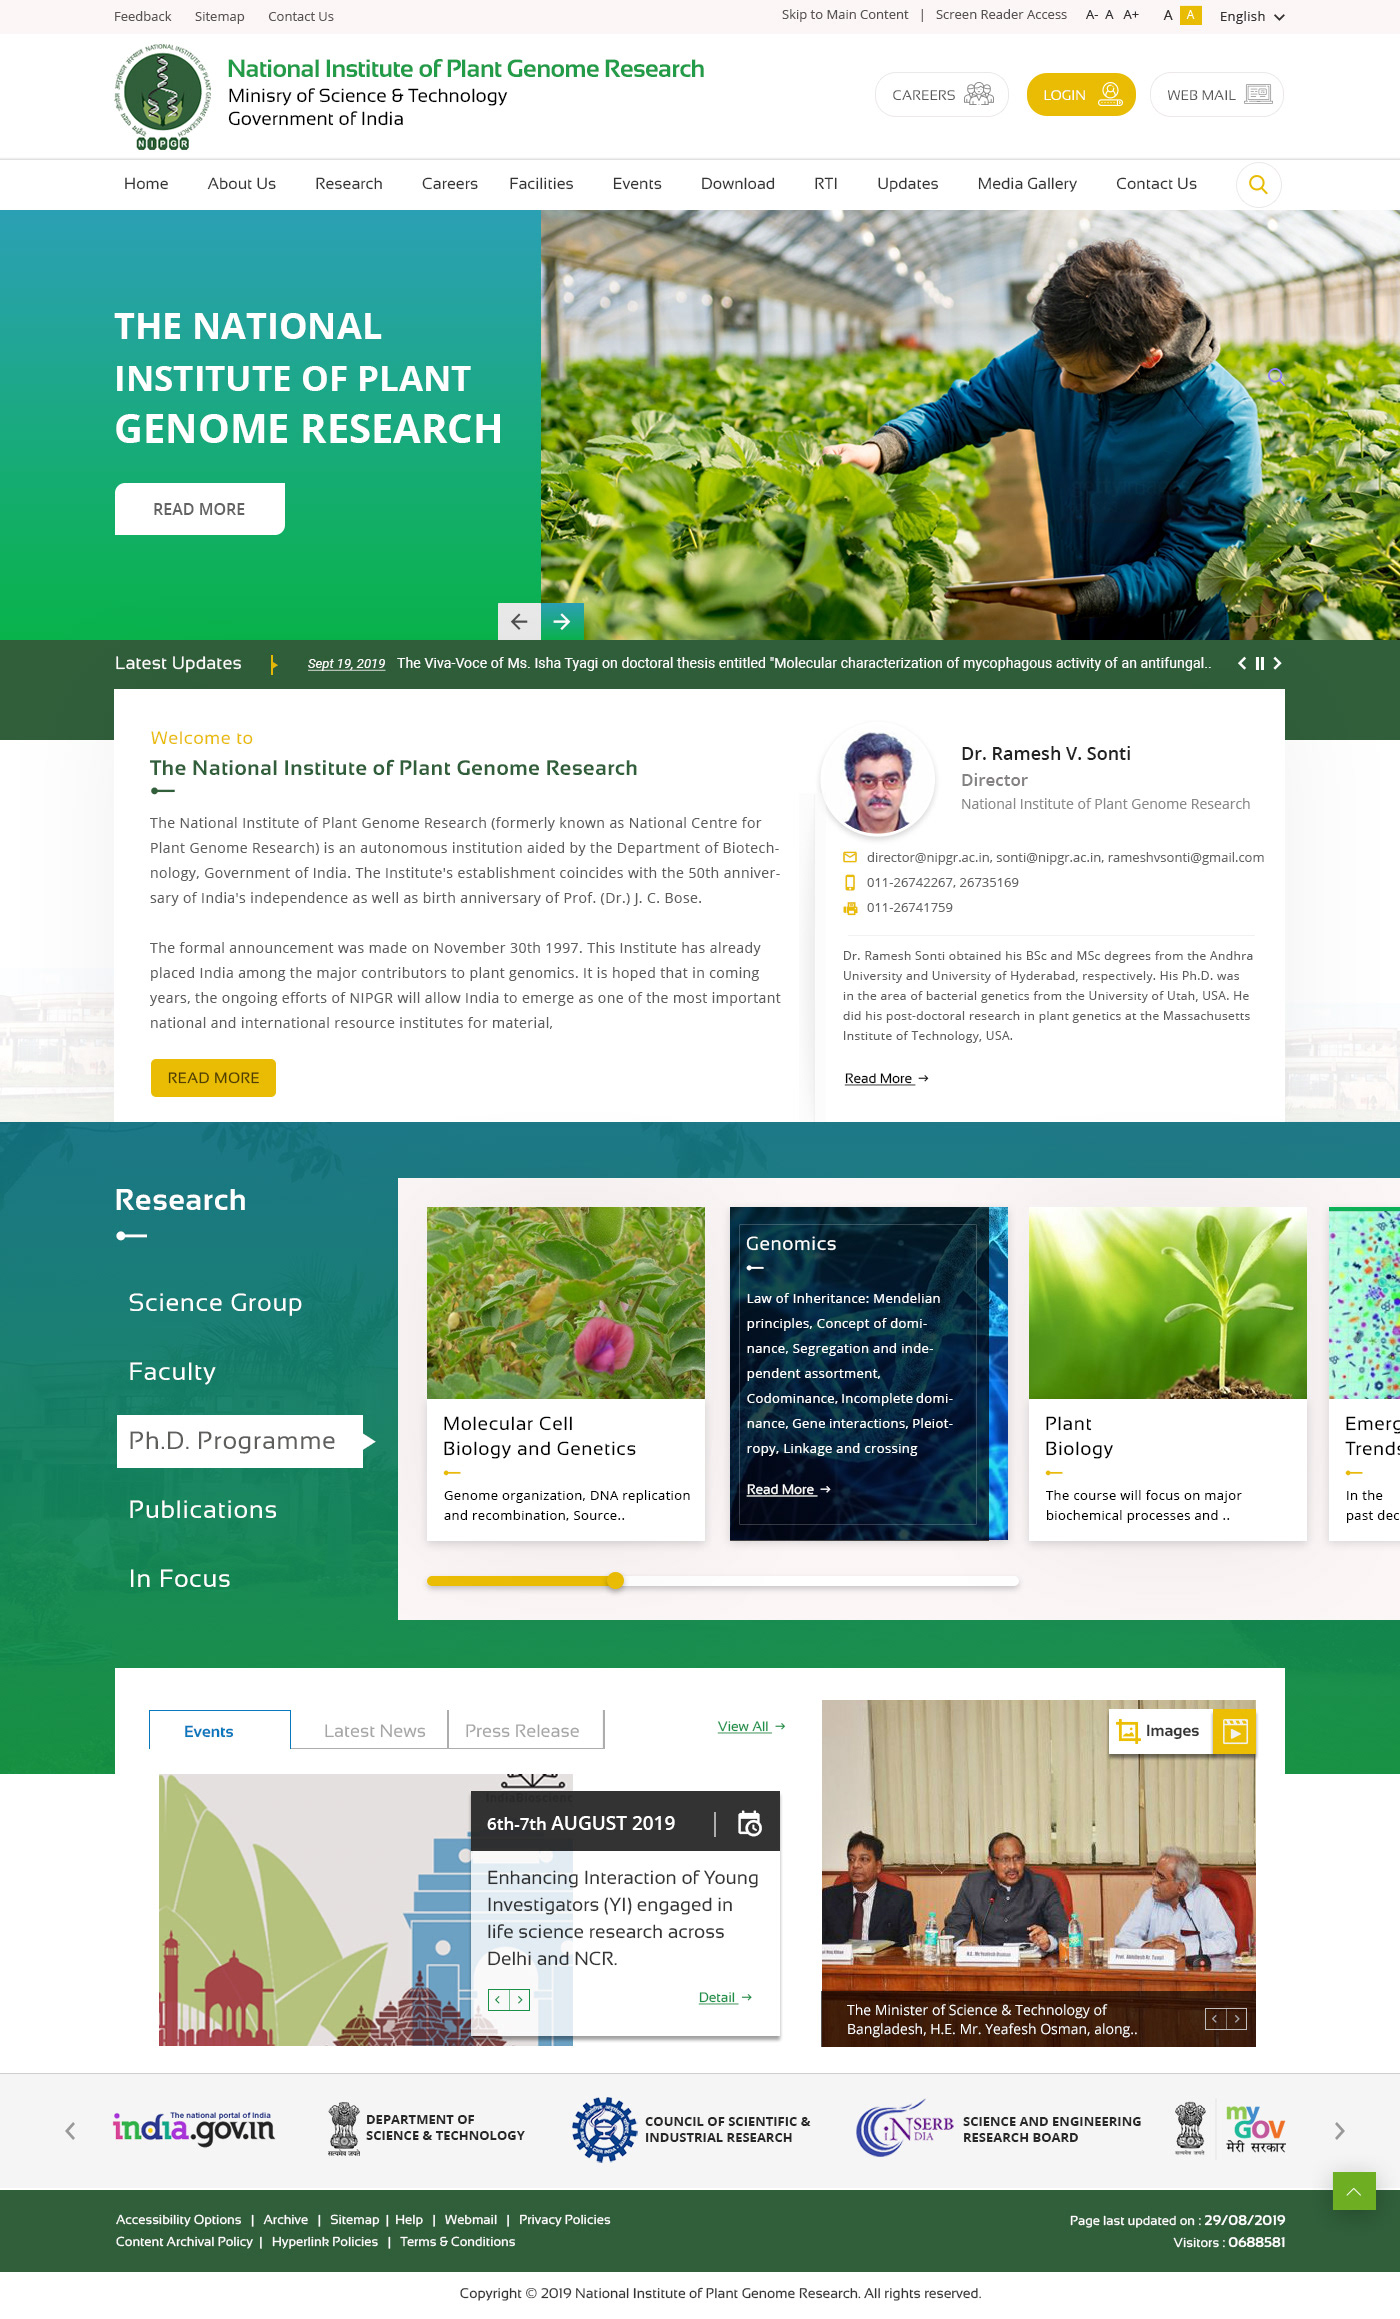 Feedback Sitemap Contact Us
Skip to Main Content | Screen Reader Access A- A A+ A A English
National Institute of Plant Genome Research
Minisry of Science & Technology
Government of India
NIPGR
CAREERS LOGIN WEB MAIL
Home About Us Research Careers Facilities Events Download RTI Updates Media Gallery Contact Us
THE NATIONAL
INSTITUTE OF PLANT
GENOME RESEARCH
READ MORE
Latest Updates Sept 19, 2019 The Viva-Voce of Ms. Isha Tyagi on doctoral thesis entitled "Molecular characterization of mycophagous activity of an antifungal..
Welcome to
The National Institute of Plant Genome Research
The National Institute of Plant Genome Research (formerly known as National Centre for
Plant Genome Research) is an autonomous institution aided by the Department of Biotech-
nology, Government of India. The Institute's establishment coincides with the 50th anniver-
sary of India's independence as well as birth anniversary of Prof. (Dr.) J. C. Bose.
The formal announcement was made on November 30th 1997. This Institute has already
placed India among the major contributors to plant genomics. It is hoped that in coming
years, the ongoing efforts of NIPGR will allow India to emerge as one of the most important
national and international resource institutes for material,
READ MORE
Dr. Ramesh V. Sonti
Director
National Institute of Plant Genome Research
director@nipgr.ac.in, sonti@nipgr.ac.in, rameshvsonti@gmail.com
011-26742267, 26735169
011-26741759
Dr. Ramesh Sonti obtained his BSc and MSc degrees from the Andhra
University and University of Hyderabad, respectively. His Ph.D. was
in the area of bacterial genetics from the University of Utah, USA. He
did his post-doctoral research in plant genetics at the Massachusetts
Institute of Technology, USA.
Read More
Research
Science Group
Faculty
Ph.D. Programme
Publications
In Focus
Molecular Cell
Biology and Genetics
Genome organization, DNA replication
and recombination, Source..
Genomics
Law of Inheritance: Mendelian
principles, Concept of domi-
nance, Segregation and inde-
pendent assortment,
Codominance, Incomplete domi-
nance, Gene interactions, Pleiot-
ropy, Linkage and crossing
Read More
Plant
Biology
The course will focus on major
biochemical processes and ..
Emerg
Trends
In the
past dec
Events Latest News Press Release View All
IndiaBioscience
6th-7th AUGUST 2019
Enhancing Interaction of Young
Investigators (YI) engaged in
life science research across
Delhi and NCR.
Detail
Images
The Minister of Science & Technology of
Bangladesh, H.E. Mr. Yeafesh Osman, along..
The national portal of India
india.gov.in
सत्यमेव जयते
DEPARTMENT OF
SCIENCE & TECHNOLOGY
COUNCIL OF SCIENTIFIC &
INDUSTRIAL RESEARCH
SERB
INDIA
SCIENCE AND ENGINEERING
RESEARCH BOARD
सत्यमेव जयते
my
GOV
मेरी सरकार
Accessibility Options | Archive | Sitemap | Help | Webmail | Privacy Policies
Content Archival Policy | Hyperlink Policies | Terms & Conditions
Page last updated on : 29/08/2019
Visitors : 0688581
Copyright © 2019 National Institute of Plant Genome Research. All rights reserved.